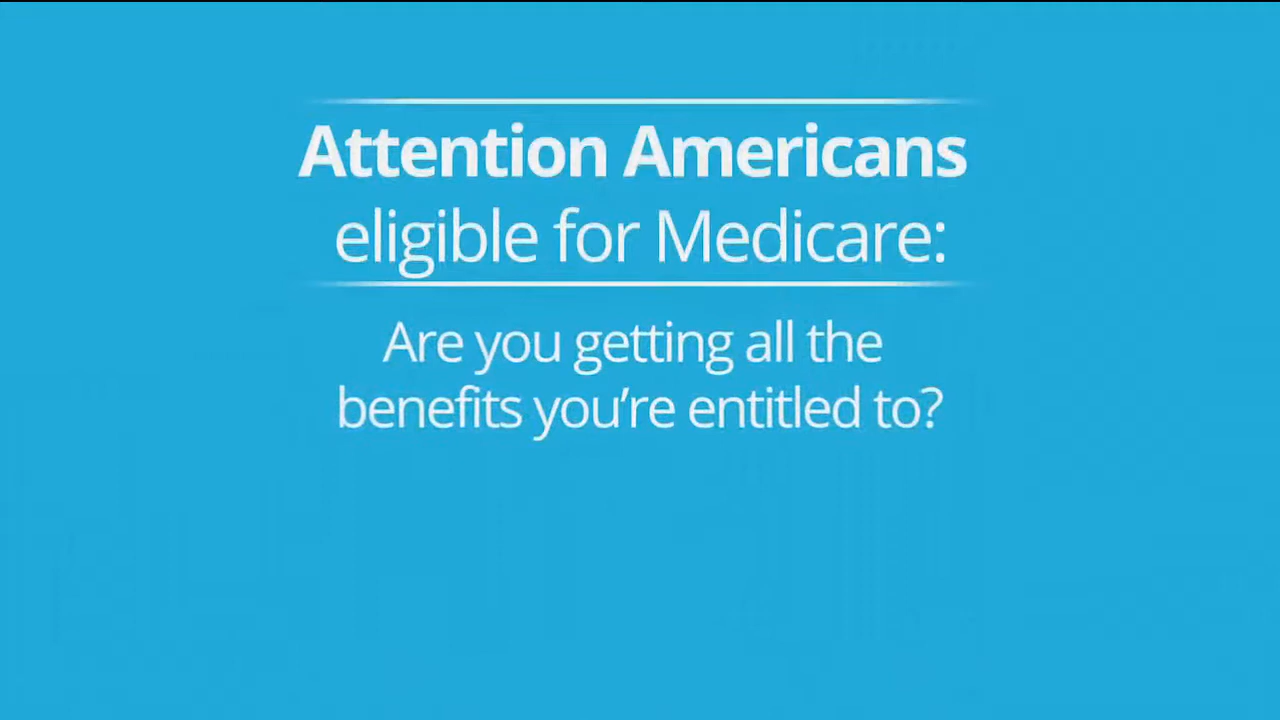 Attention Americans
eligible for Medicare:
Are you getting all the
benefits you’re entitled to?